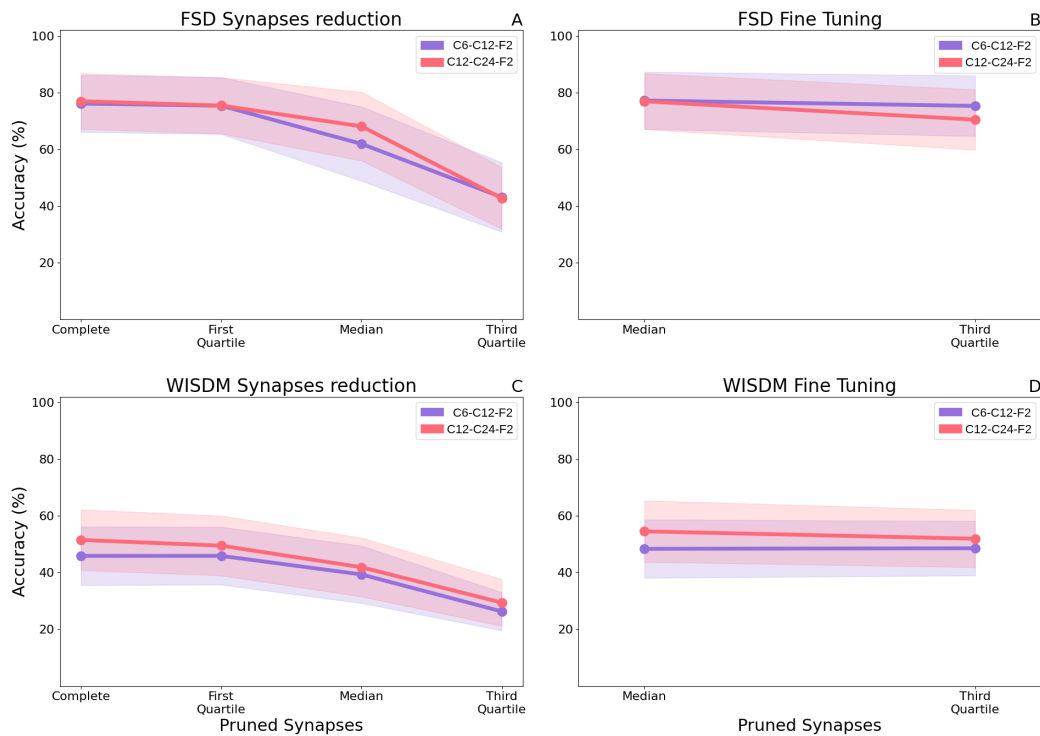 FSD Synapses reduction
A
C6-C12-F2
C12-C24-F2
100
80
60
40
20
Accuracy (%)
Complete
First
Quartile
Median
Third
Quartile
FSD Fine Tuning
B
C6-C12-F2
C12-C24-F2
100
80
60
40
20
Median
Third
Quartile
WISDM Synapses reduction
C
C6-C12-F2
C12-C24-F2
100
80
60
40
20
Accuracy (%)
Complete
First
Quartile
Median
Third
Quartile
Pruned Synapses
WISDM Fine Tuning
D
C6-C12-F2
C12-C24-F2
100
80
60
40
20
Median
Third
Quartile
Pruned Synapses